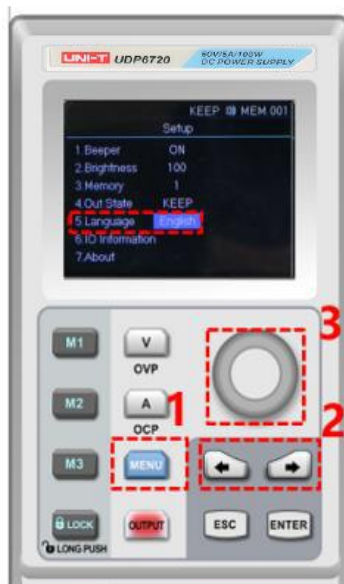 UNI-T UDP6720 60V/5A/100W
DC POWER SUPPLY
KEEP MEM 001
Setup
1.Beeper ON
2.Brightness 100
3.Memory 1
4.Out State KEEP
5.Language English
6.IO Information
7.About
M1 V
OVP
3
M2 A
OCP
1
2
M3 MENU
LOCK OUTPUT ESC ENTER
LONG PUSH